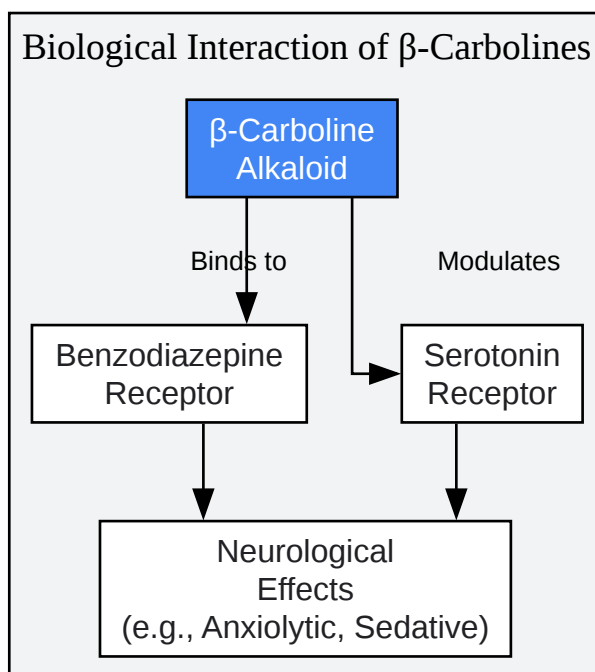 Biological Interaction of β-Carbolines
β-Carboline
Alkaloid
Binds to
Modulates
Benzodiazepine
Receptor
Serotonin
Receptor
Neurological
Effects
(e.g., Anxiolytic, Sedative)